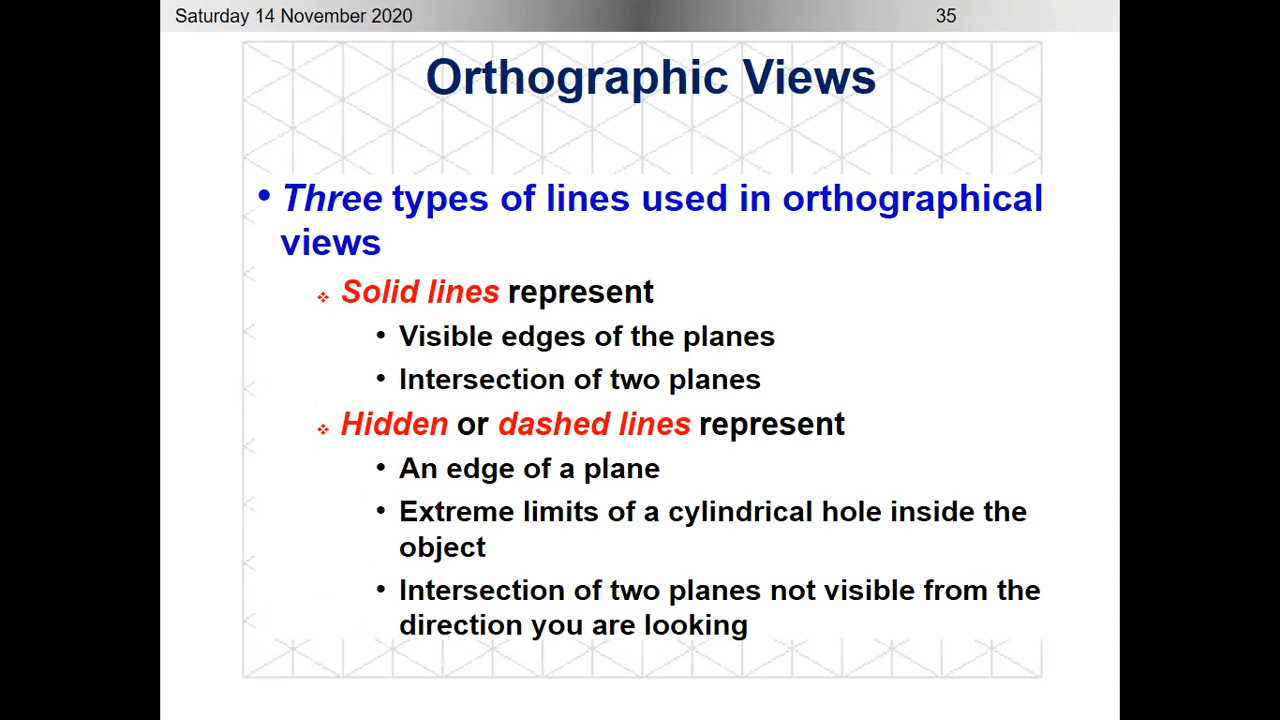 Saturday 14 November 2020 35
Orthographic Views
• Three types of lines used in orthographical
views
❖ Solid lines represent
• Visible edges of the planes
• Intersection of two planes
❖ Hidden or dashed lines represent
• An edge of a plane
• Extreme limits of a cylindrical hole inside the
object
• Intersection of two planes not visible from the
direction you are looking